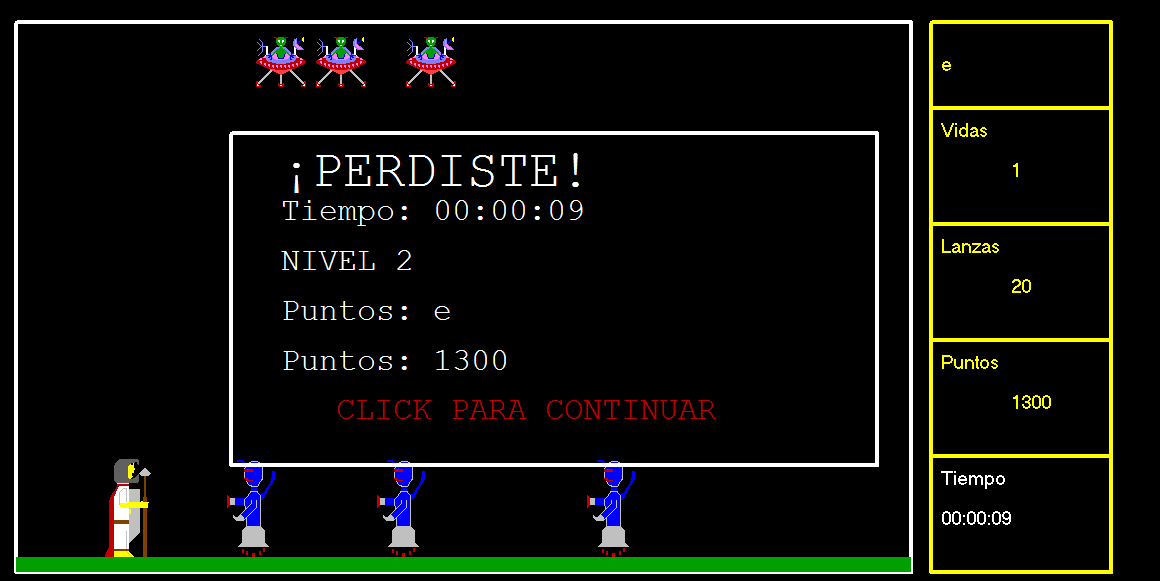 ¡PERDISTE!
Tiempo: 00:00:09
NIVEL 2
Puntos: e
Puntos: 1300
CLICK PARA CONTINUAR
e
Vidas
1
Lanzas
20
Puntos
1300
Tiempo
00:00:09